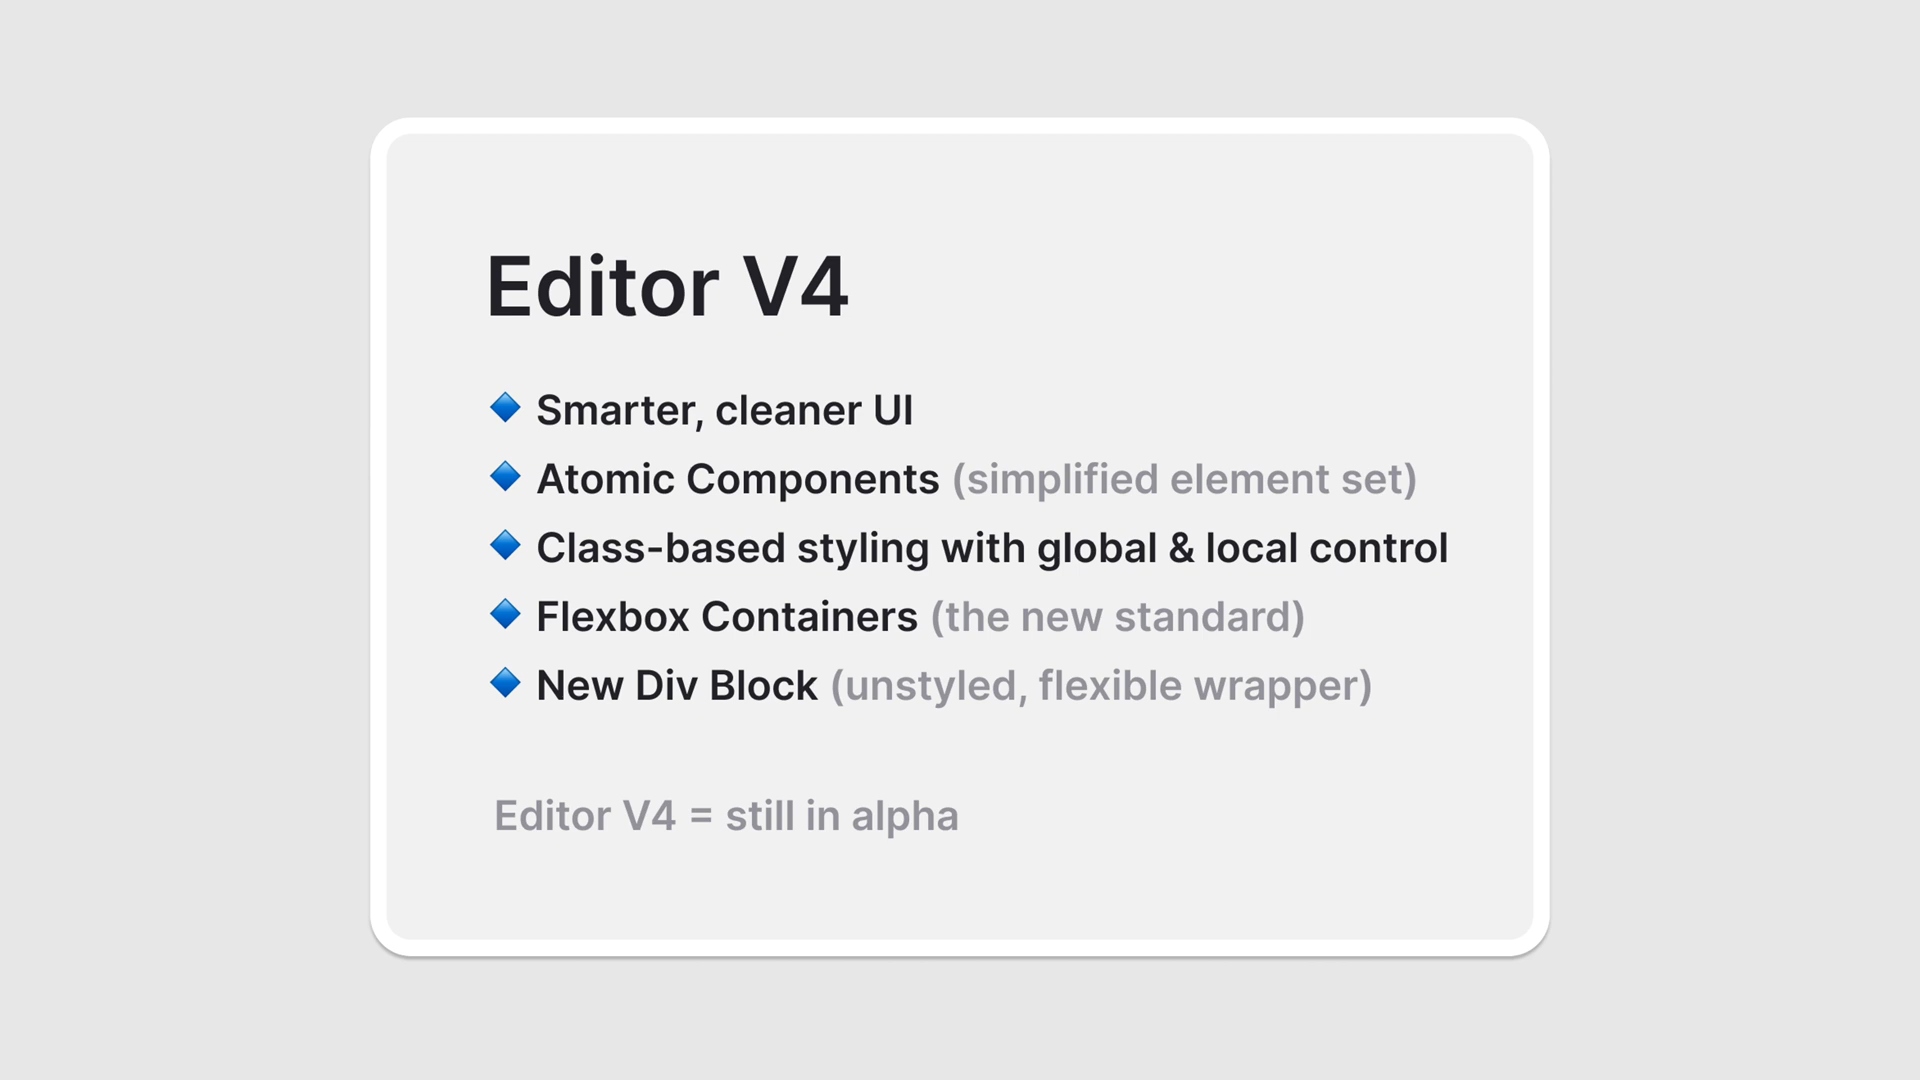 Editor V4
🔹 Smarter, cleaner UI
🔹 Atomic Components (simplified element set)
🔹 Class-based styling with global & local control
🔹 Flexbox Containers (the new standard)
🔹 New Div Block (unstyled, flexible wrapper)
Editor V4 = still in alpha